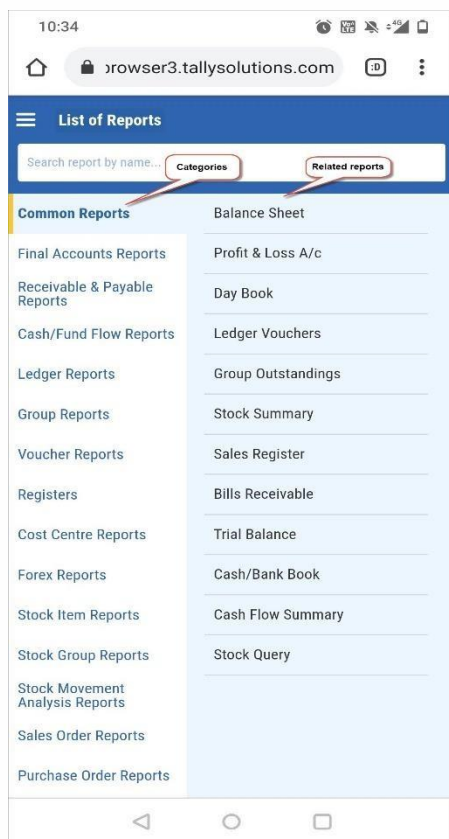 10:34
4G
rowser3.tallysolutions.com
:D
List of Reports
Search report by name...
Categories
Related reports
Common Reports
Final Accounts Reports
Receivable & Payable
Reports
Cash/Fund Flow Reports
Ledger Reports
Group Reports
Voucher Reports
Registers
Cost Centre Reports
Forex Reports
Stock Item Reports
Stock Group Reports
Stock Movement
Analysis Reports
Sales Order Reports
Purchase Order Reports
Balance Sheet
Profit & Loss A/c
Day Book
Ledger Vouchers
Group Outstandings
Stock Summary
Sales Register
Bills Receivable
Trial Balance
Cash/Bank Book
Cash Flow Summary
Stock Query